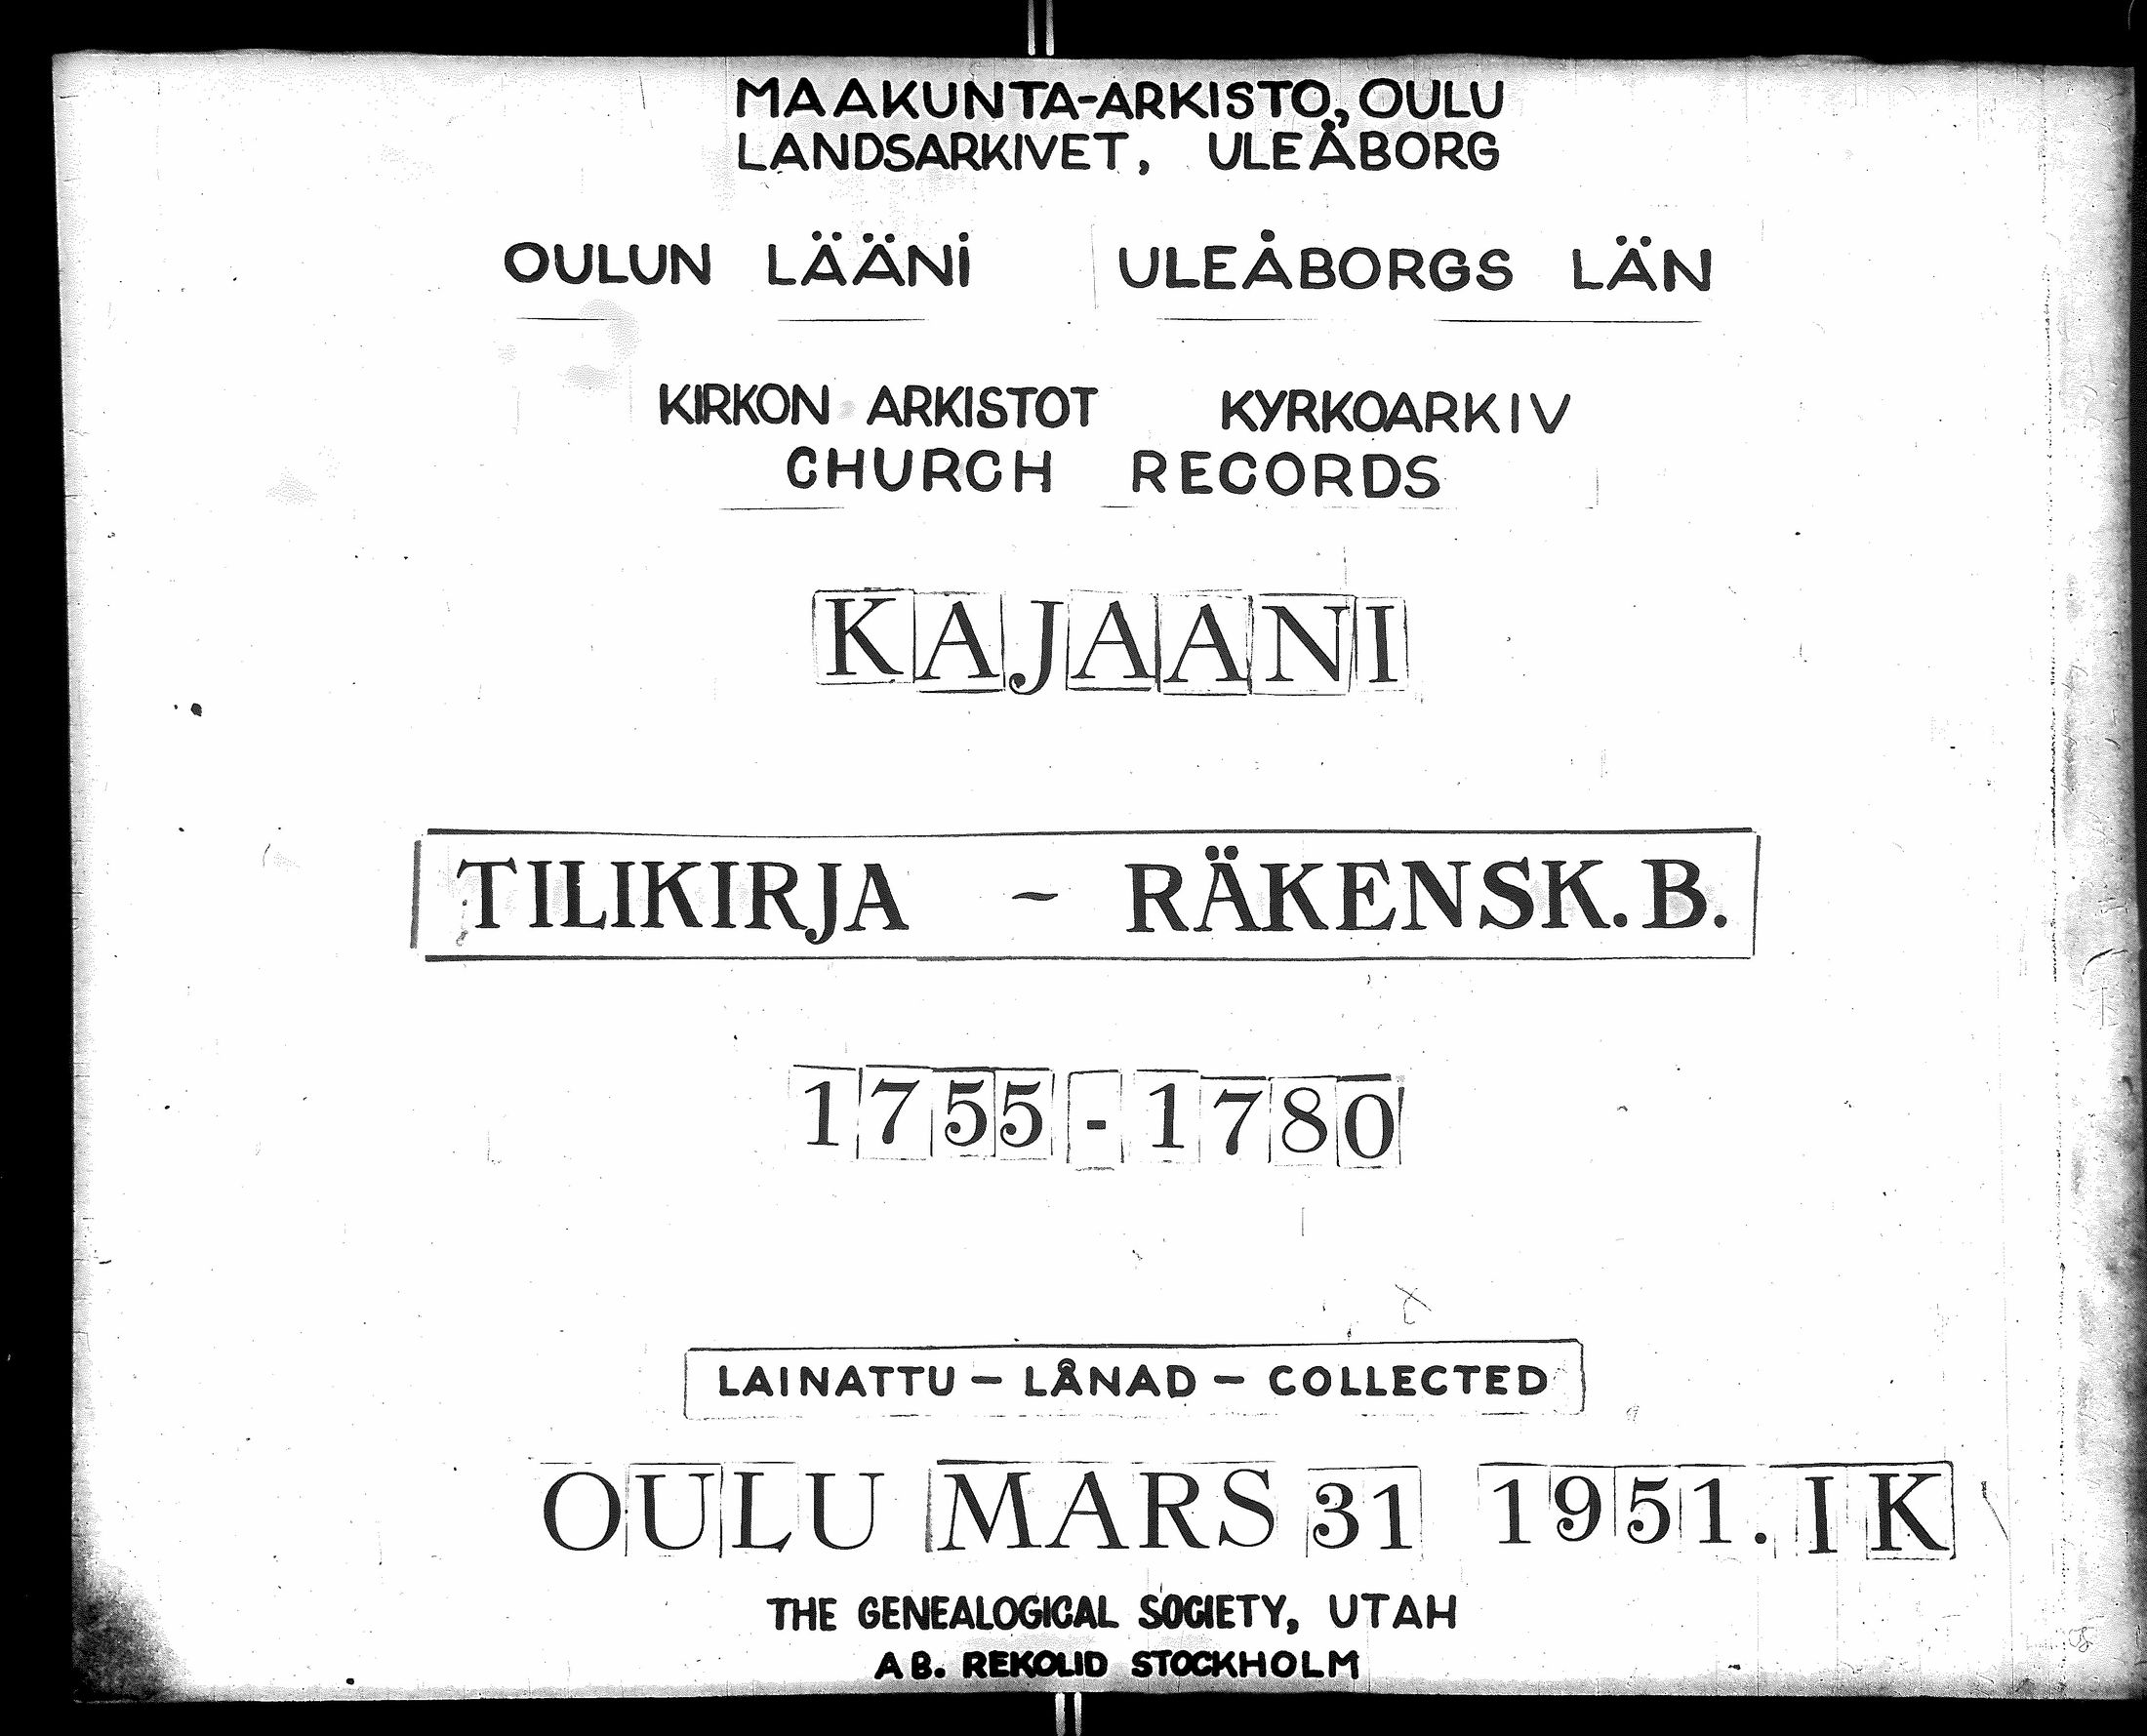 MAAKUNTA-ARKISTO, OULU
LANDSARKIVET, ULEÅBORG
OULUN LÄÄNI ULEÅBORGS LÄN
KIRKON ARKISTOT KYRKOARKIV
CHURCH RECORDS
KAJAANI
TILIKIRJA - RÄKENSK.B.
1755-1780
LAINATTU - LÅNAD - COLLECTED
OULU MARS 31 1951. IK
THE GENEALOGICAL SOCIETY, UTAH
AB. REKOLID STOCKHOLM